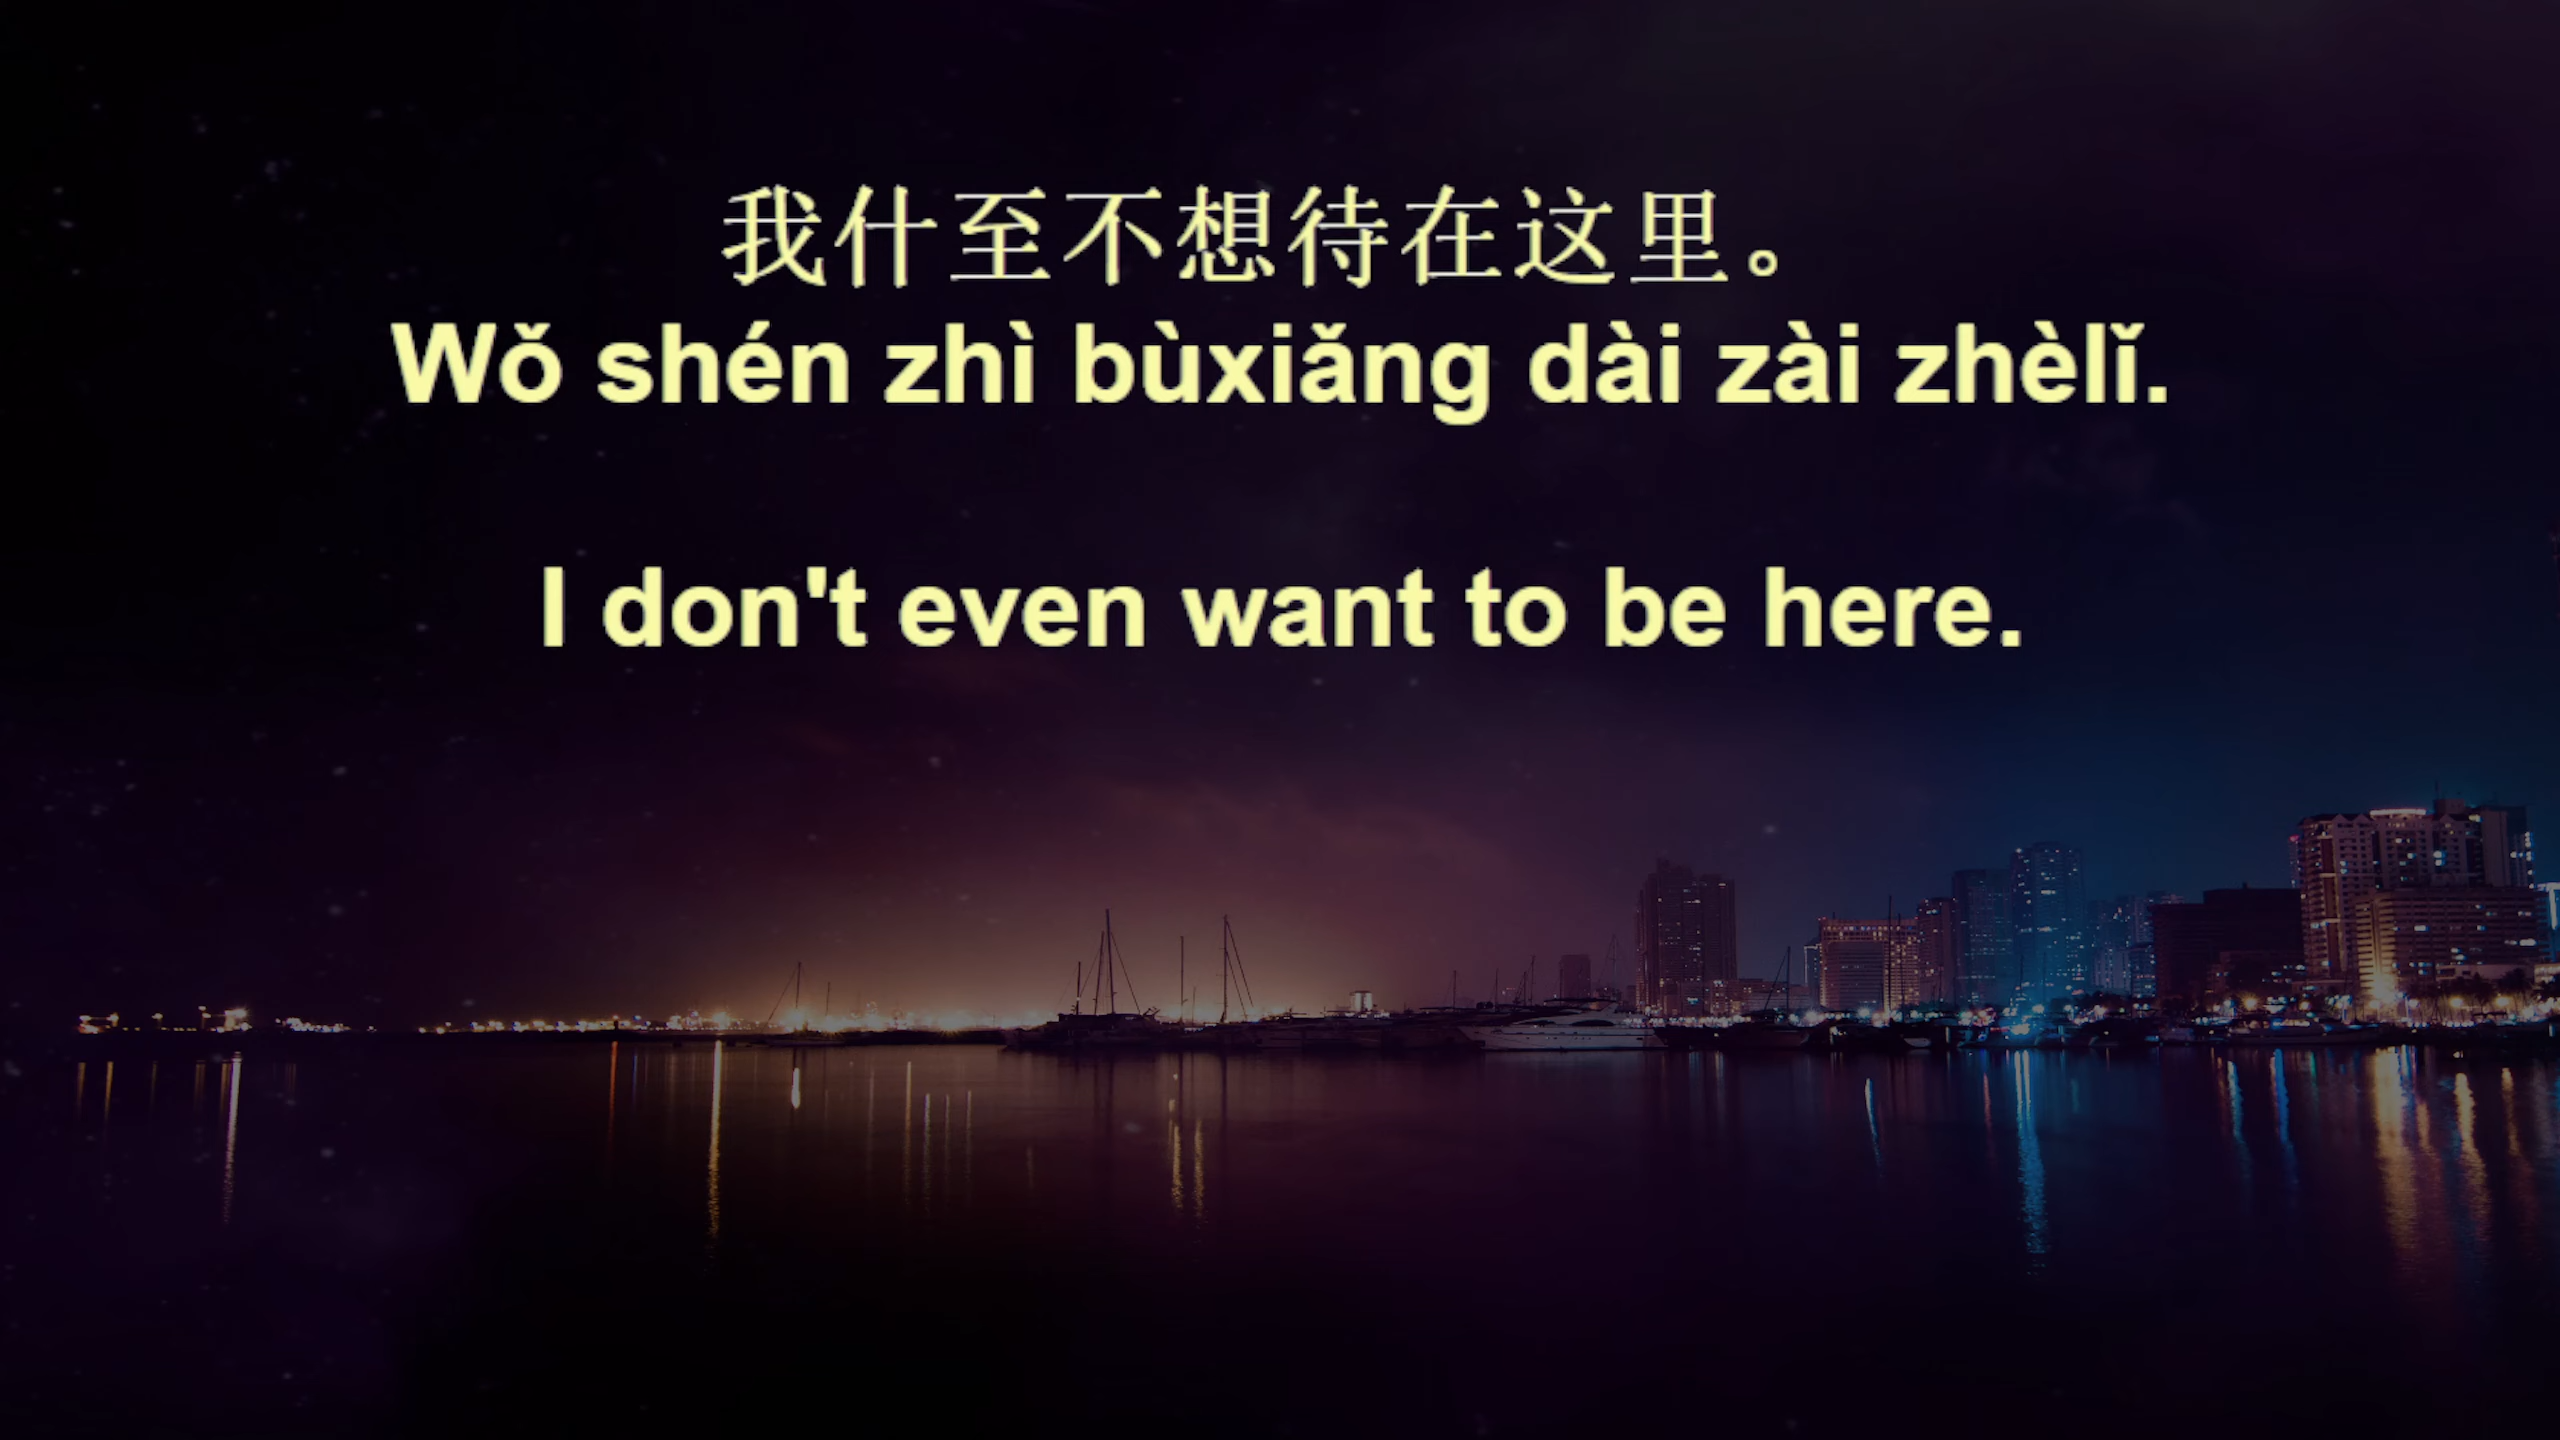 我什至不想待在这里。
Wǒ shén zhì bùxiǎng dài zài zhèlǐ.
I don't even want to be here.